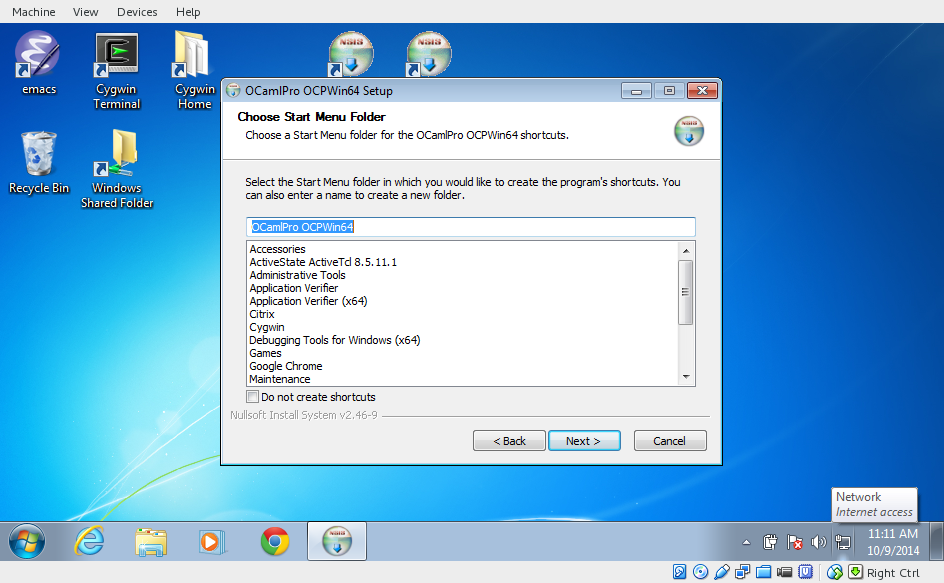 Machine View Devices Help
emacs
Cygwin
Terminal
Cygwin
Home
Recycle Bin
Windows
Shared Folder
OCamlPro OCPWin64 Setup
Choose Start Menu Folder
Choose a Start Menu folder for the OCamlPro OCPWin64 shortcuts.
Select the Start Menu folder in which you would like to create the program's shortcuts. You
can also enter a name to create a new folder.
OCamlPro OCPWin64
Accessories
ActiveState ActiveTcl 8.5.11.1
Administrative Tools
Application Verifier
Application Verifier (x64)
Citrix
Cygwin
Debugging Tools for Windows (x64)
Games
Google Chrome
Maintenance
Do not create shortcuts
Nullsoft Install System v2.46-9
< Back Next > Cancel
Network
Internet access
11:11 AM
10/9/2014
Right Ctrl